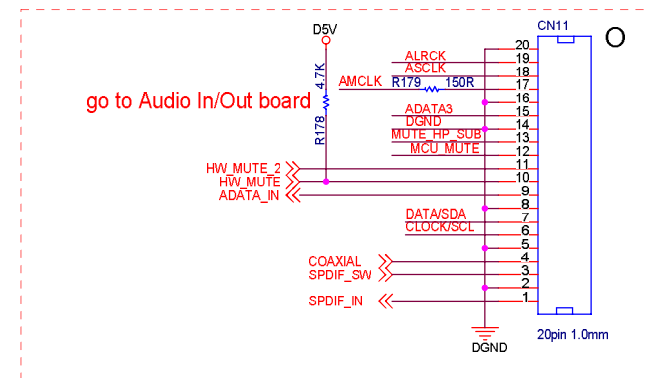 CN11
D5V
20
ALRCK 19
ASCLK 18
4.7K
AMCLK R179 150R 17
go to Audio In/Out board
16
ADATA3 15
R178
DGND 14
MUTE_HP_SUB 13
MCU_MUTE 12
HW_MUTE_2 11
HW_MUTE 10
ADATA_IN 9
8
DATA/SDA 7
CLOCK/SCL 6
5
COAXIAL 4
SPDIF_SW 3
2
SPDIF_IN 1
20pin 1.0mm
DGND